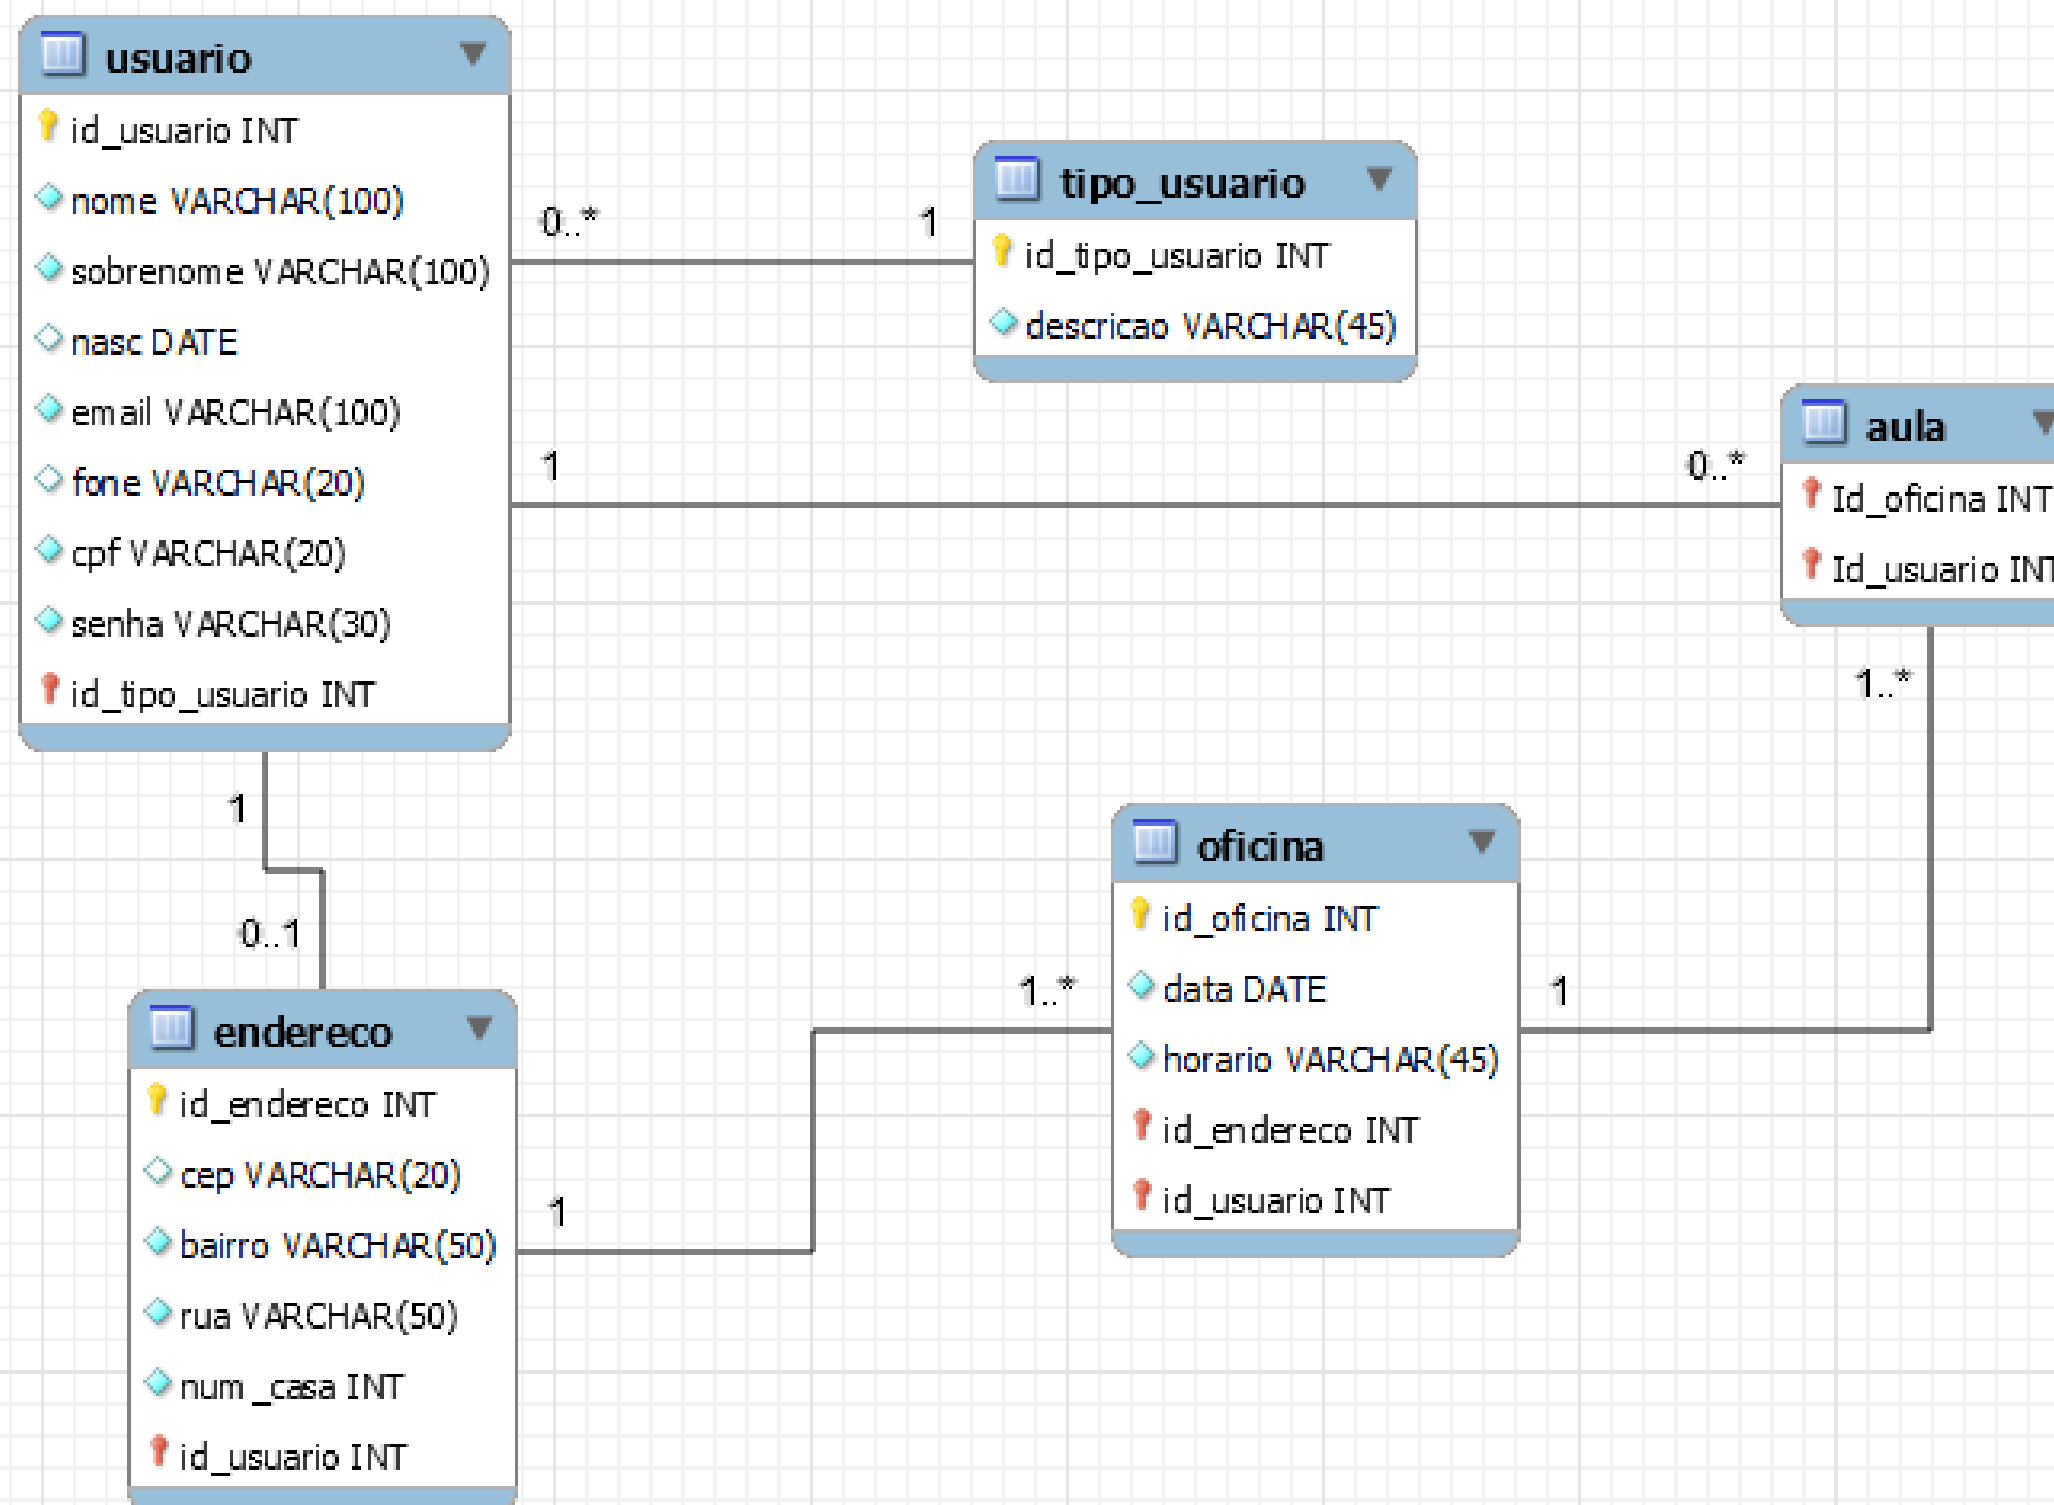 usuario
id_usuario INT
nome VARCHAR(100)
sobrenome VARCHAR(100)
nasc DATE
email VARCHAR(100)
fone VARCHAR(20)
cpf VARCHAR(20)
senha VARCHAR(30)
id_tipo_usuario INT
0..*
1
tipo_usuario
id_tipo_usuario INT
descricao VARCHAR(45)
1
0..*
aula
Id_oficina INT
Id_usuario INT
1..*
1
0..1
endereco
id_endereco INT
cep VARCHAR(20)
bairro VARCHAR(50)
rua VARCHAR(50)
num_casa INT
id_usuario INT
1
1..*
oficina
id_oficina INT
data DATE
horario VARCHAR(45)
id_endereco INT
id_usuario INT
1